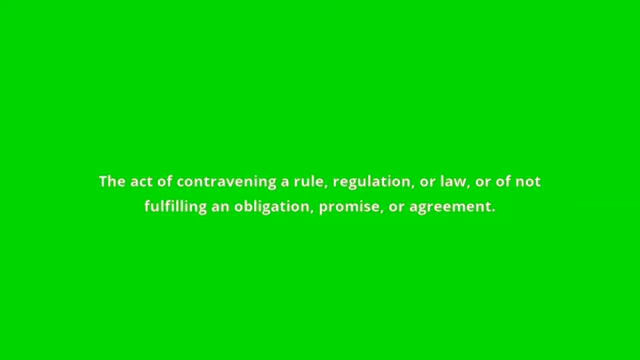 The act of contravening a rule, regulation, or law, or of not
fulfilling an obligation, promise, or agreement.